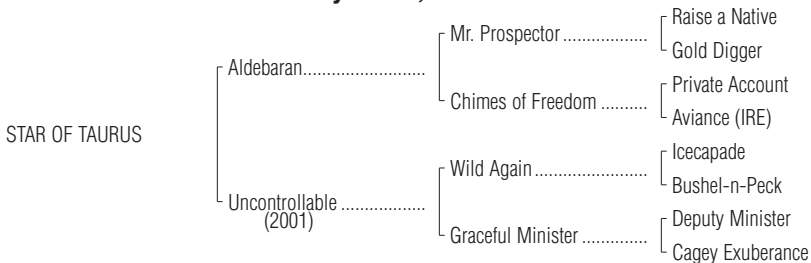 Raise a Native
Mr. Prospector ...................
Gold Digger
Aldebaran...........................
Private Account
Chimes of Freedom ..........
Aviance (IRE)
STAR OF TAURUS
Icecapade
Wild Again.........................
Bushel-n-Peck
Uncontrollable ...................
(2001)
Deputy Minister
Graceful Minister ..............
Cagey Exuberance